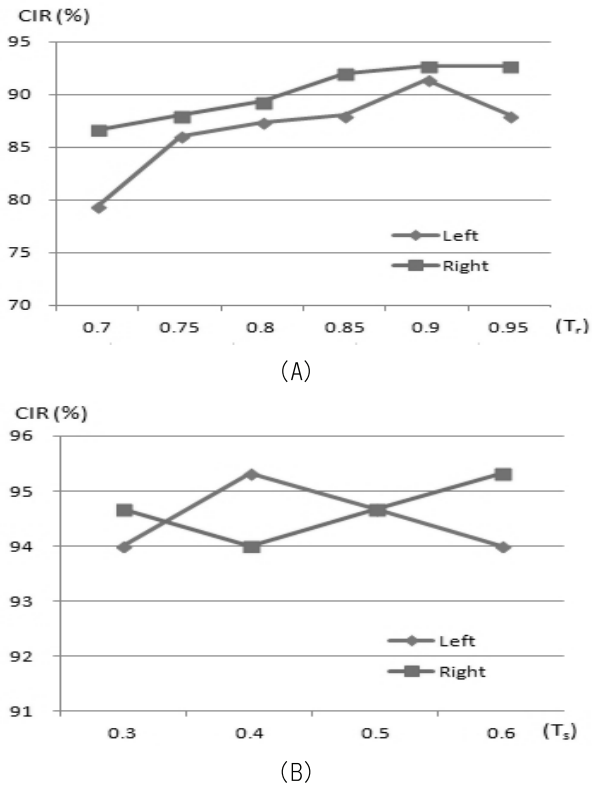 CIR (%)
95
90
85
80
75
70
Left
Right
0.7 0.75 0.8 0.85 0.9 0.95 (Tr)
(A)
CIR (%)
96
95
94
93
92
91
Left
Right
0.3 0.4 0.5 0.6 (Ts)
(B)